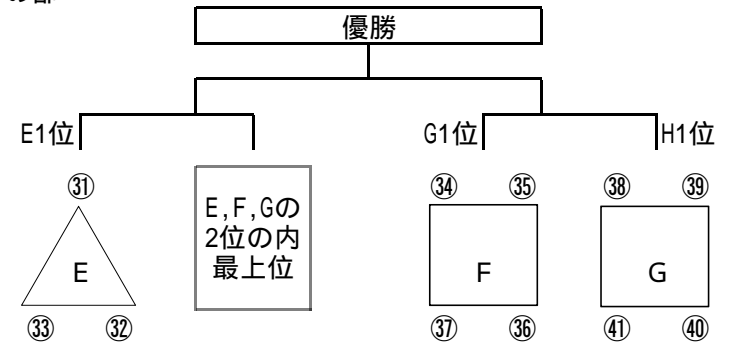 優勝
E1位
G1位
H1位
㉛
㉞
㉟
㊳
㊴
E,F,Gの
2位の内
最上位
E
F
G
㉝
㉜
㊲
㊱
㊶
㊵